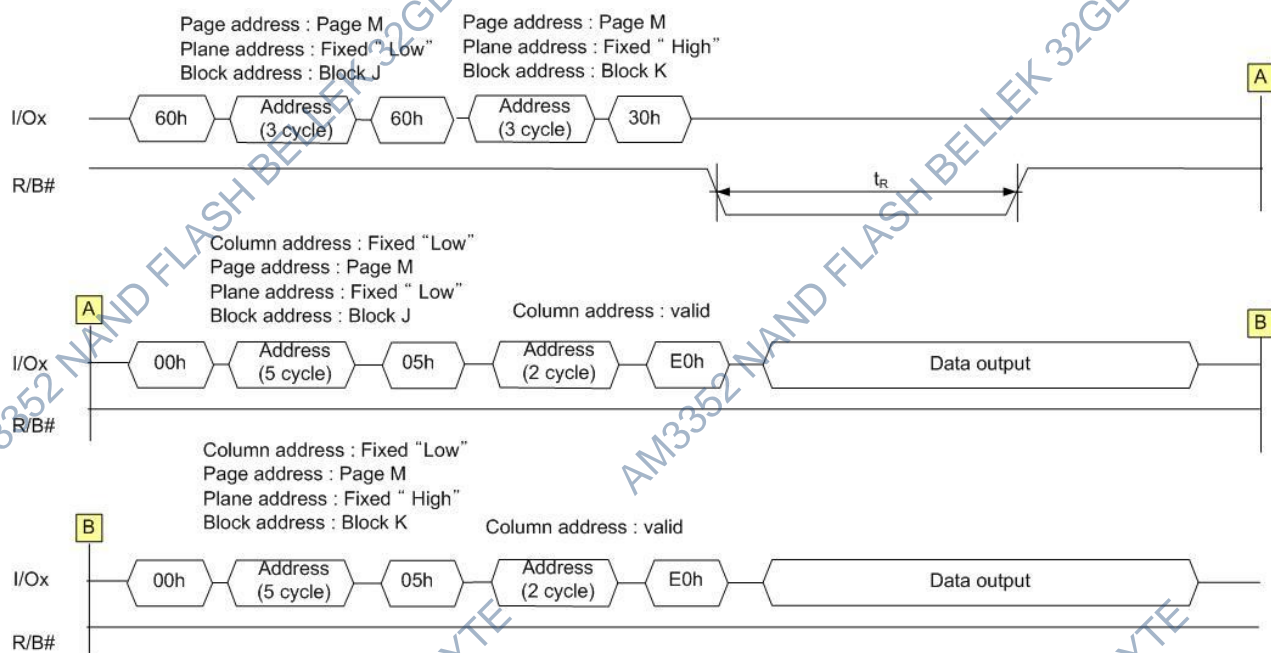 Page address : Page M
Plane address : Fixed “ Low”
Block address : Block J
Page address : Page M
Plane address : Fixed “ High”
Block address : Block K
A
I/Ox
60h
Address
(3 cycle)
60h
Address
(3 cycle)
30h
R/B#
tR
Column address : Fixed “Low”
Page address : Page M
Plane address : Fixed “ Low”
Block address : Block J
Column address : valid
A
B
I/Ox
00h
Address
(5 cycle)
05h
Address
(2 cycle)
E0h
Data output
R/B#
Column address : Fixed “Low”
Page address : Page M
Plane address : Fixed “ High”
Block address : Block K
Column address : valid
B
I/Ox
00h
Address
(5 cycle)
05h
Address
(2 cycle)
E0h
Data output
R/B#
3352 NAND FLASH BELLEK 32GB
AM3352 NAND FLASH BELLEK 32GB
YTE
YTE